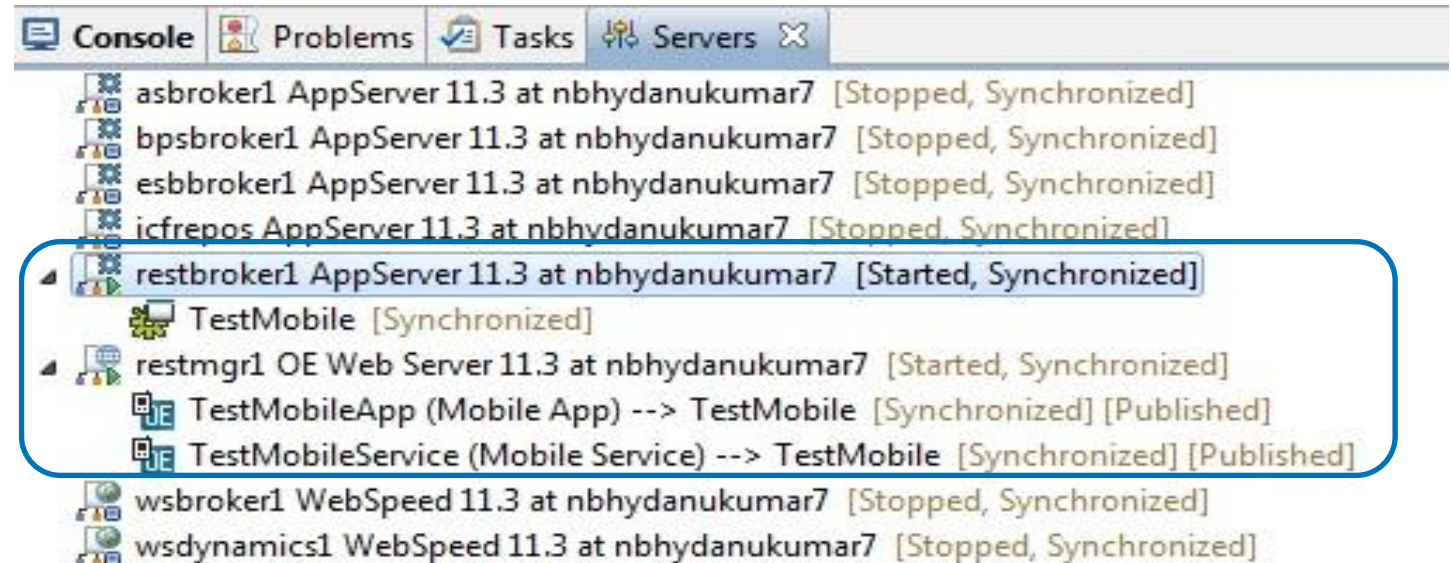 Console Problems Tasks Servers
asbroker1 AppServer 11.3 at nbhydanukumar7 [Stopped, Synchronized]
bpsbroker1 AppServer 11.3 at nbhydanukumar7 [Stopped, Synchronized]
esbbroker1 AppServer 11.3 at nbhydanukumar7 [Stopped, Synchronized]
icfrepos AppServer 11.3 at nbhydanukumar7 [Stopped, Synchronized]
restbroker1 AppServer 11.3 at nbhydanukumar7 [Started, Synchronized]
TestMobile [Synchronized]
restmgr1 OE Web Server 11.3 at nbhydanukumar7 [Started, Synchronized]
TestMobileApp (Mobile App) --> TestMobile [Synchronized] [Published]
TestMobileService (Mobile Service) --> TestMobile [Synchronized] [Published]
wsbroker1 WebSpeed 11.3 at nbhydanukumar7 [Stopped, Synchronized]
wsdynamics1 WebSpeed 11.3 at nbhydanukumar7 [Stopped, Synchronized]